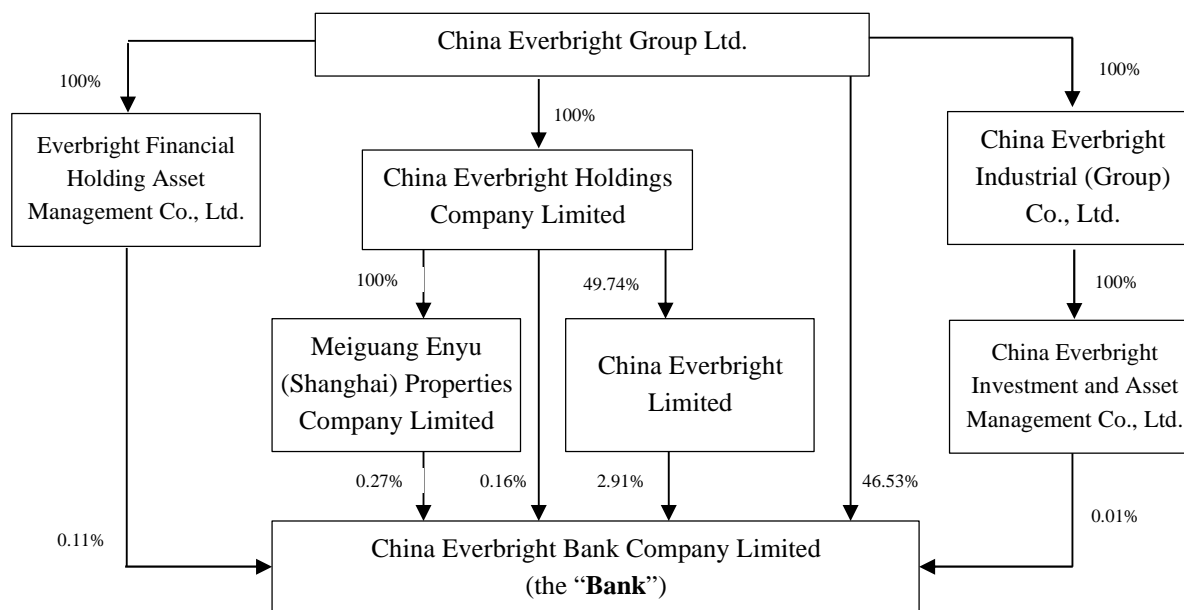 China Everbright Group Ltd.
100%
100%
100%
Everbright Financial
Holding Asset
Management Co., Ltd.
China Everbright Holdings
Company Limited
China Everbright
Industrial (Group)
Co., Ltd.
100%
49.74%
100%
Meiguang Enyu
(Shanghai) Properties
Company Limited
China Everbright
Limited
China Everbright
Investment and Asset
Management Co., Ltd.
0.27%
0.16%
2.91%
46.53%
0.11%
0.01%
China Everbright Bank Company Limited
(the “Bank”)